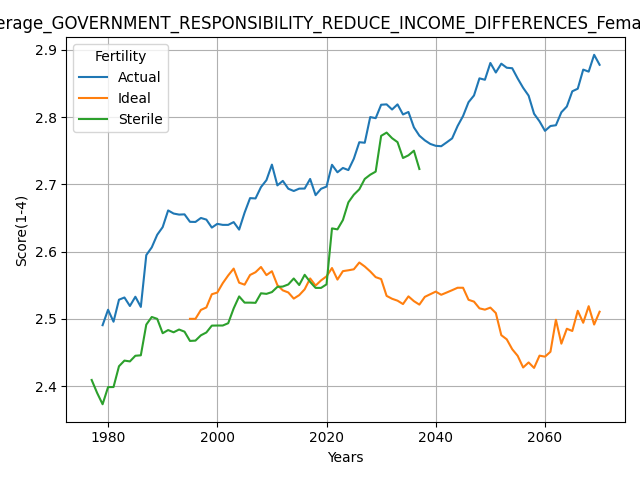 erage_GOVERNMENT_RESPONSIBILITY_REDUCE_INCOME_DIFFERENCES_Fema
Fertility
Actual
Ideal
Sterile
Score(1-4)
2.9
2.8
2.7
2.6
2.5
2.4
1980 2000 2020 2040 2060
Years